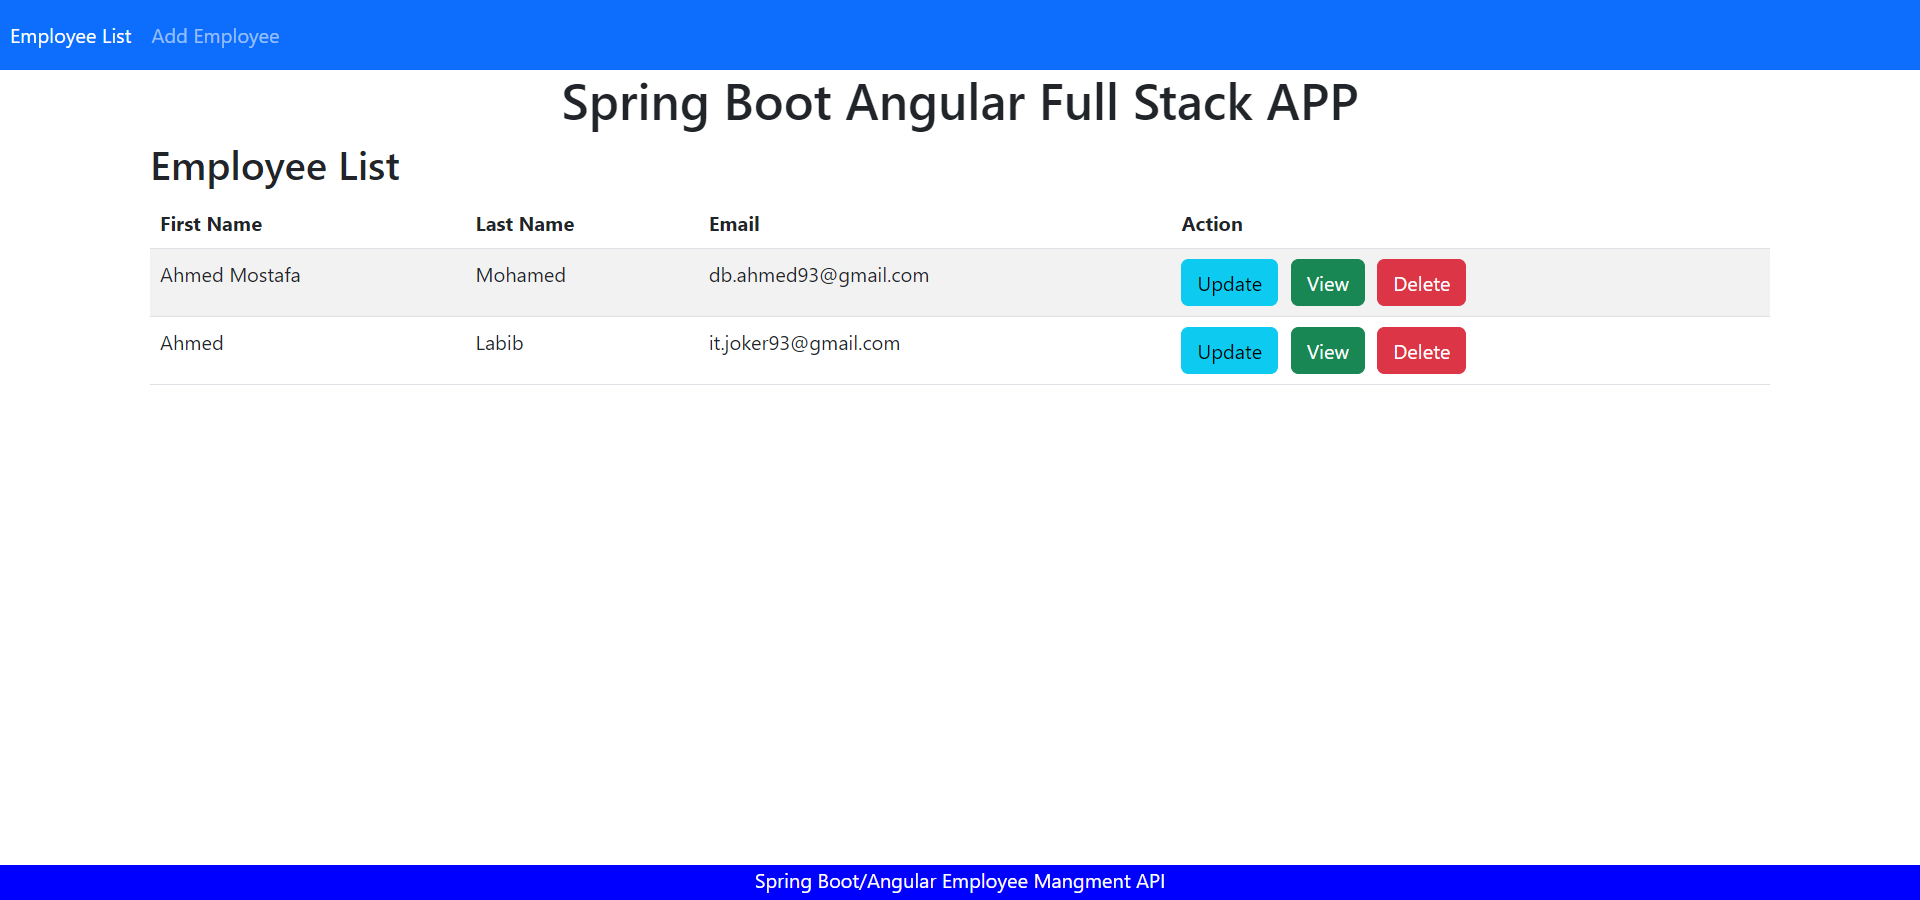 Employee List Add Employee
Spring Boot Angular Full Stack APP
Employee List
First Name Last Name Email Action
Ahmed Mostafa Mohamed db.ahmed93@gmail.com Update View Delete
Ahmed Labib it.joker93@gmail.com Update View Delete
Spring Boot/Angular Employee Mangment API